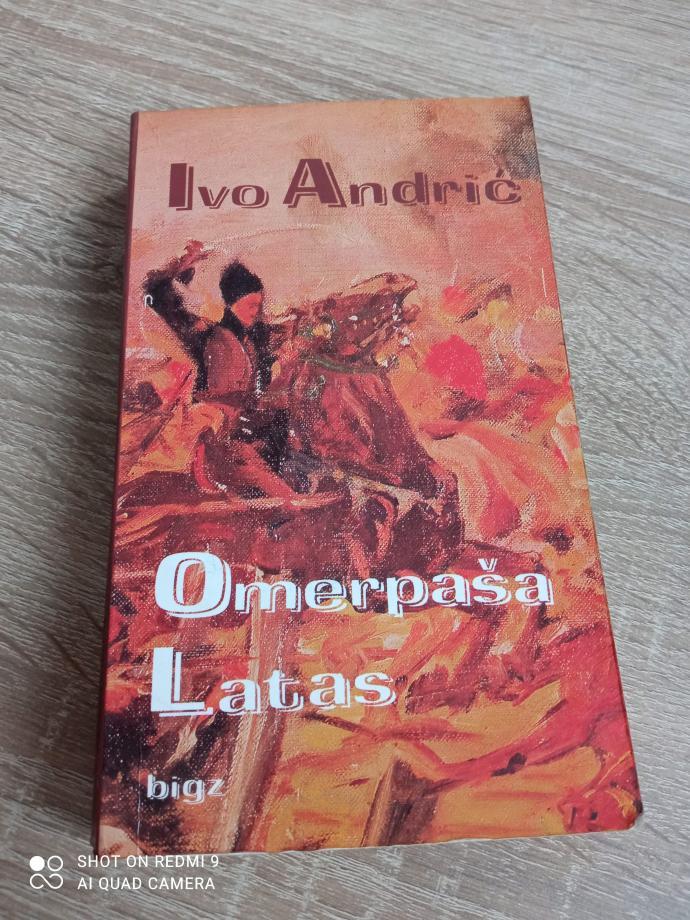 Ivo Andrić
Omerpaša
Latas
bigz
SHOT ON REDMI 9
AI QUAD CAMERA